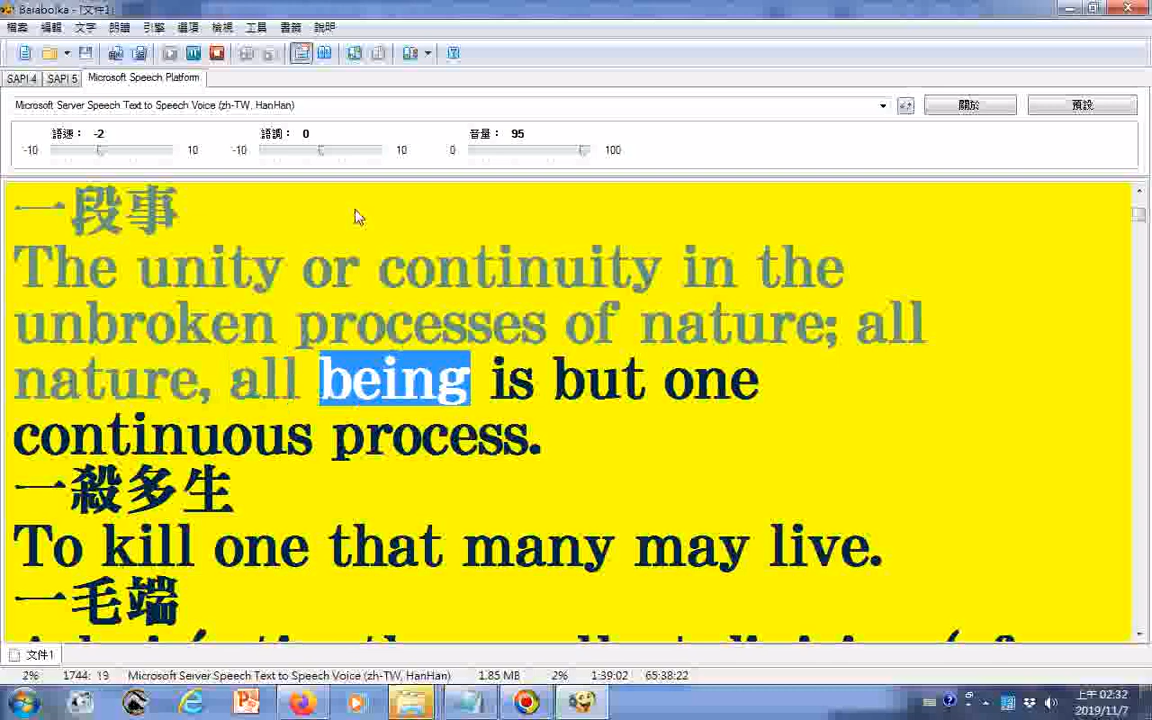 Balabolka - [文件1]
檔案 編輯 文字 朗讀 引擎 選項 檢視 工具 書籤 說明
SAPI 4 SAPI 5 Microsoft Speech Platform
Microsoft Server Speech Text to Speech Voice (zh-TW, HanHan) 關於 預設
語速： -2 語調： 0 音量： 95
-10 10 -10 10 0 100
一段事
The unity or continuity in the
unbroken processes of nature; all
nature, all being is but one
continuous process.
一殺多生
To kill one that many may live.
一毛端
文件1
2% 1744: 19 Microsoft Server Speech Text to Speech Voice (zh-TW, HanHan) 1.85 MB 2% 1:39:02 65:38:22
上午 02:32
2019/11/7